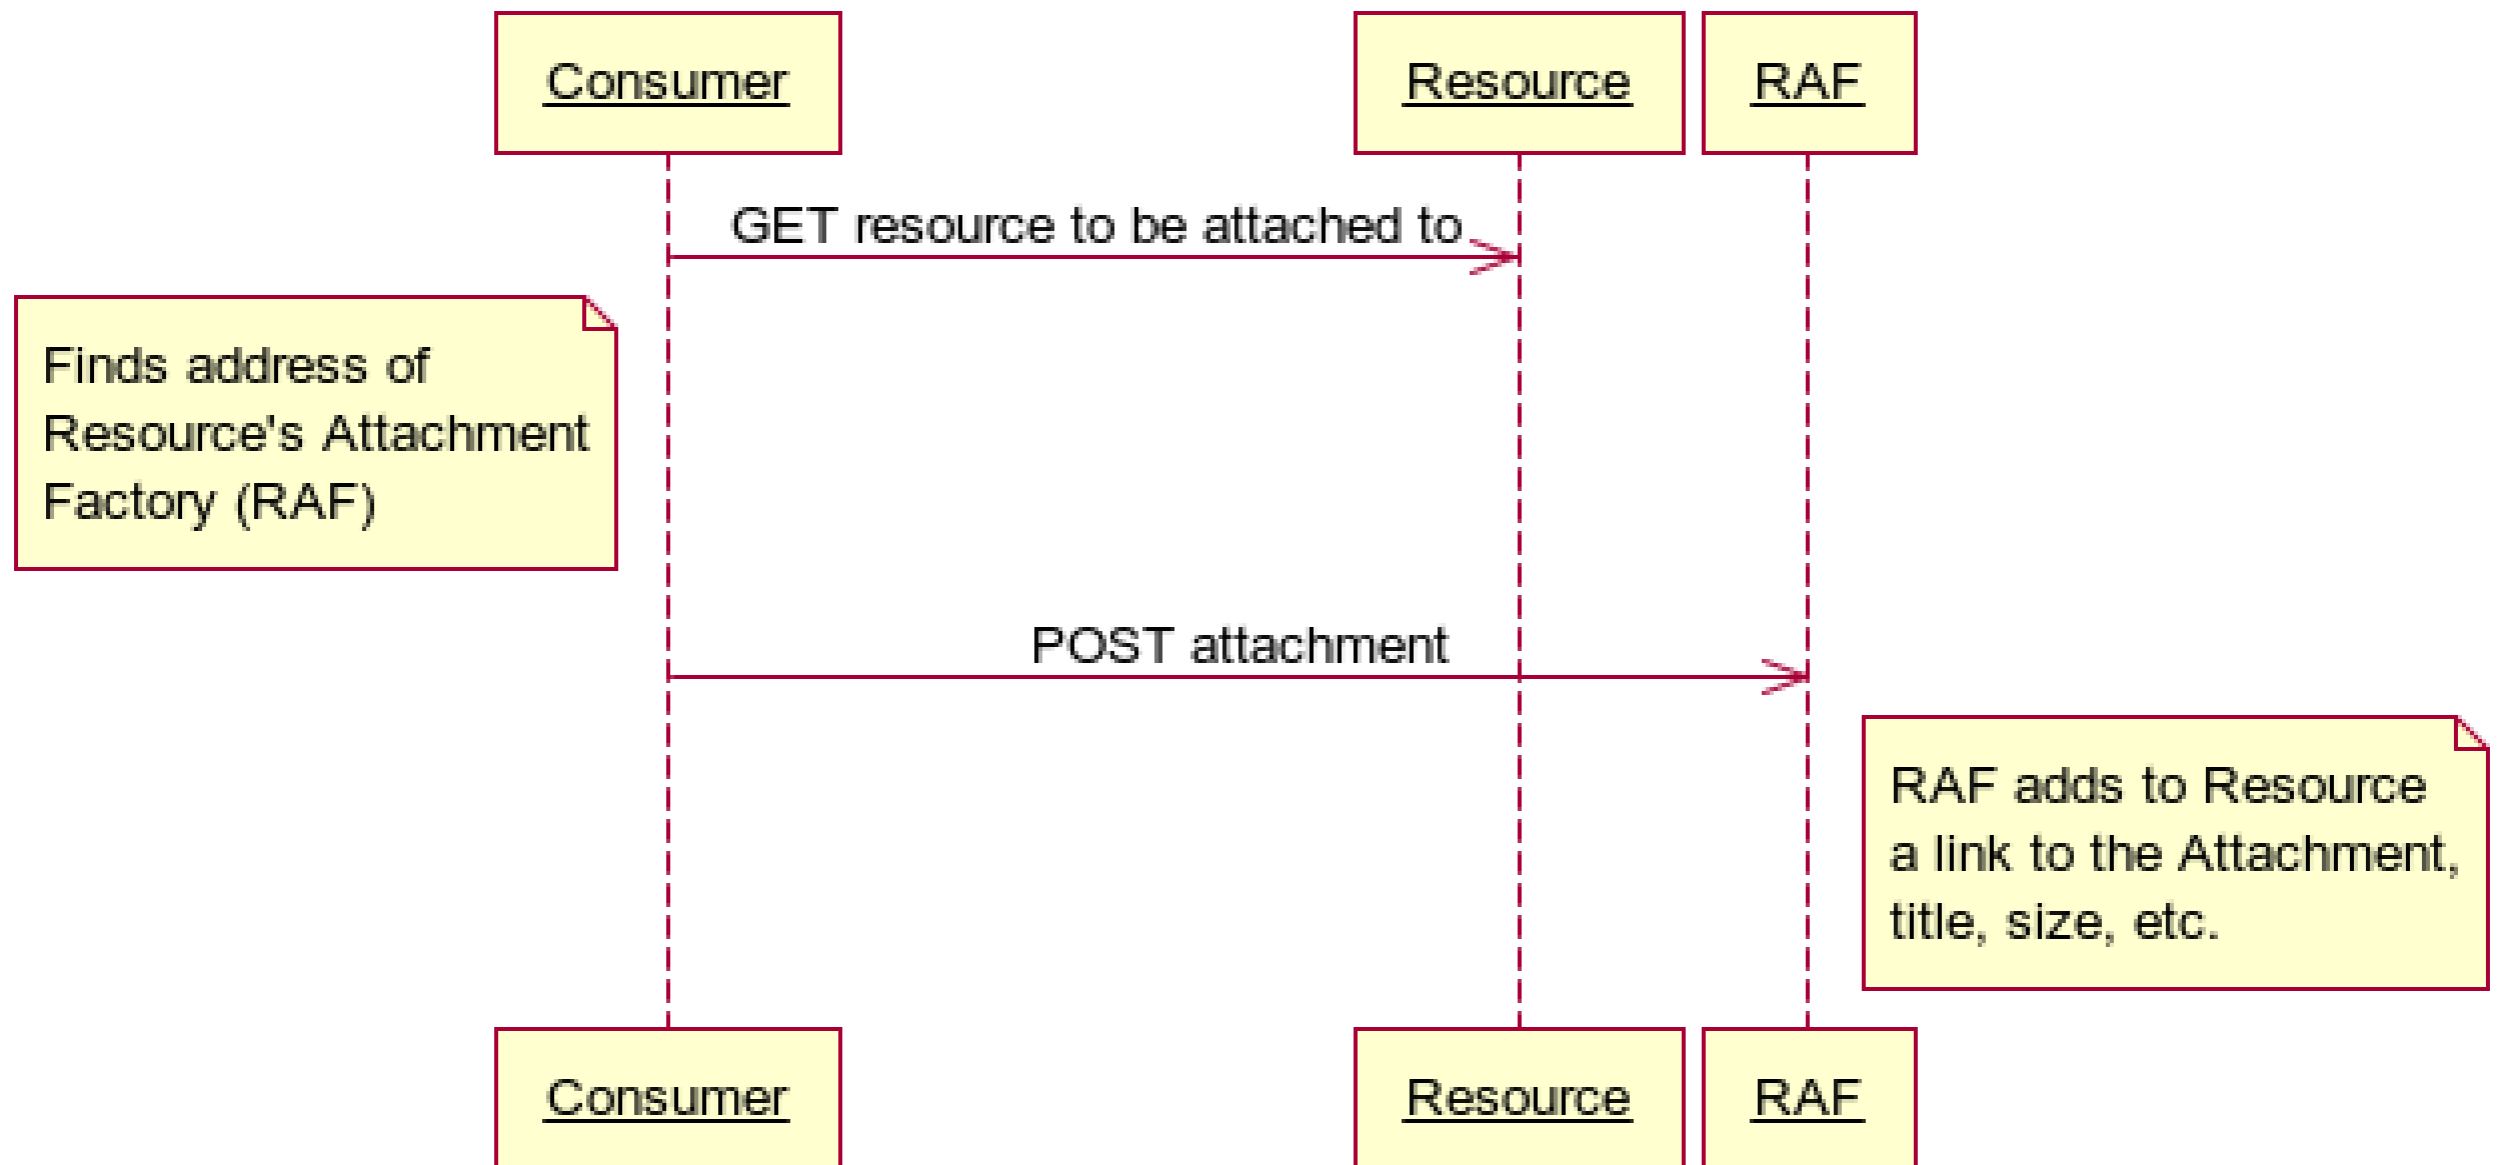 Consumer
Resource
RAF
GET resource to be attached to
Finds address of
Resource's Attachment
Factory (RAF)
POST attachment
RAF adds to Resource
a link to the Attachment,
title, size, etc.
Consumer
Resource
RAF